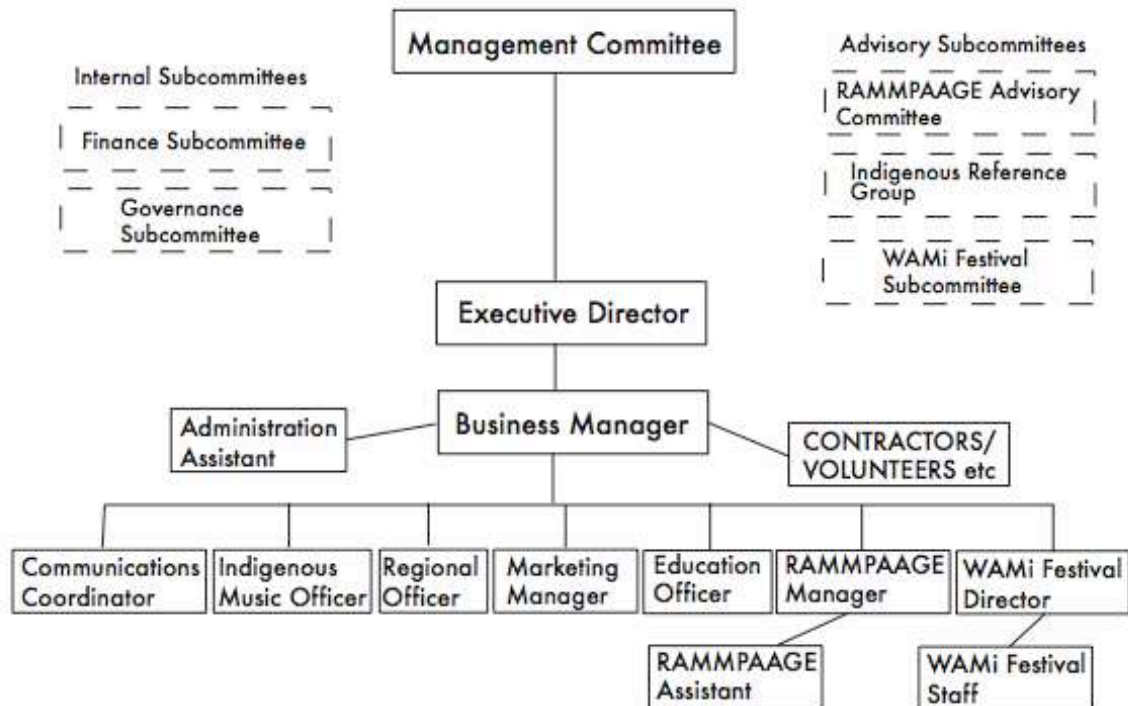 Management Committee
Internal Subcommittees
Finance Subcommittee
Governance
Subcommittee
Advisory Subcommittees
RAMMPAAGE Advisory
Committee
Indigenous Reference
Group
WAMi Festival
Subcommittee
Executive Director
Business Manager
Administration
Assistant
CONTRACTORS/
VOLUNTEERS etc
Communications
Coordinator
Indigenous
Music Officer
Regional
Officer
Marketing
Manager
Education
Officer
RAMMPAAGE
Manager
WAMi Festival
Director
RAMMPAAGE
Assistant
WAMi Festival
Staff